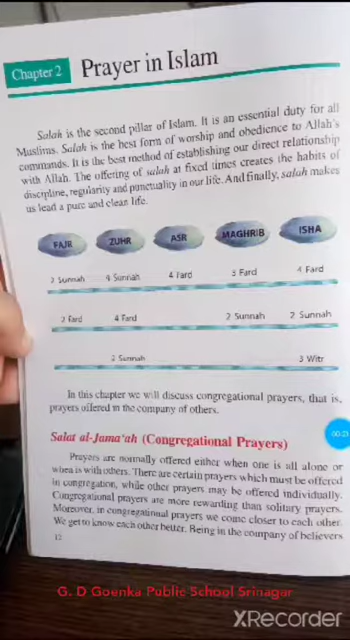 Chapter 2
Prayer in Islam
Salah is the second pillar of Islam. It is an essential duty for all
Muslims. Salah is the best form of worship and obedience to Allah's
commands. It is the best method of establishing our direct relationship
with Allah. The offering of salah at fixed times creates the habits of
discipline, regularity and punctuality in our life. And finally, salah makes
us lead a pure and clean life.
FAJR ZUHR ASR MAGHRIB ISHA
2 Sunnah 4 Sunnah 4 Fard 3 Fard 4 Fard
2 Fard 4 Fard 2 Sunnah 2 Sunnah
2 Sunnah 3 Witr
In this chapter we will discuss congregational prayers, that is,
prayers offered in the company of others.
Salat al-Jama'ah (Congregational Prayers)
Prayers are normally offered either when one is all alone or
when is with others. There are certain prayers which must be offered
in congregation, while other prayers may be offered individually.
Congregational prayers are more rewarding than solitary prayers.
Moreover, in congregational prayers we come closer to each other.
We get to know each other better. Being in the company of believers
12
G. D Goenka Public School Srinagar
XRecorder